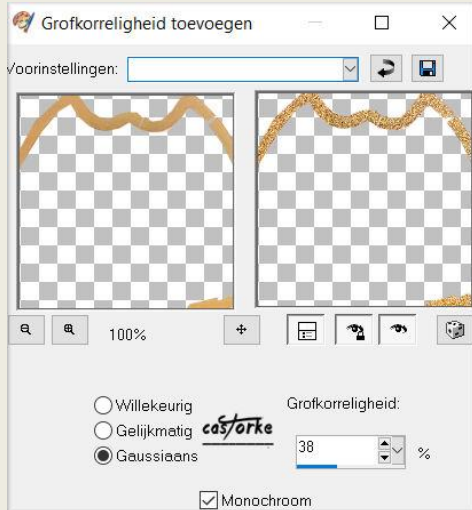 Grofkorreligheid toevoegen
Voorinstellingen:
100%
Willekeurig
Gelijkmatig
Gaussiaans
castorke
Grofkorreligheid:
38 %
Monochroom